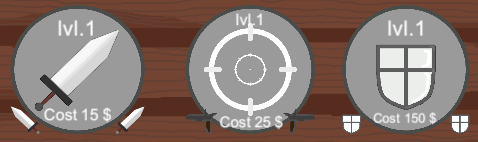 lvl.1
lvl.1
lvl.1
Cost 15 $
Cost 25 $
Cost 150 $